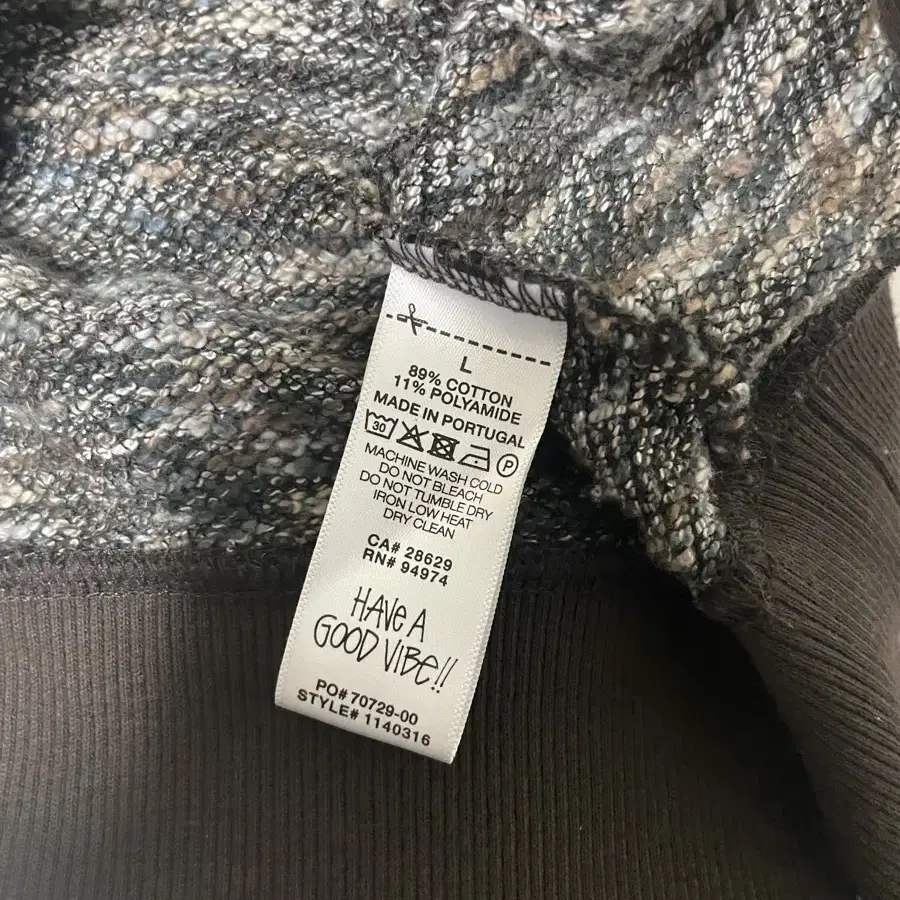 L
89% COTTON
11% POLYAMIDE
MADE IN PORTUGAL
30 P
MACHINE WASH COLD
DO NOT BLEACH
DO NOT TUMBLE DRY
IRON LOW HEAT
DRY CLEAN
CA# 28629
RN# 94974
HAVE A
GOOD VIBE!!
PO# 70729-00
STYLE# 1140316